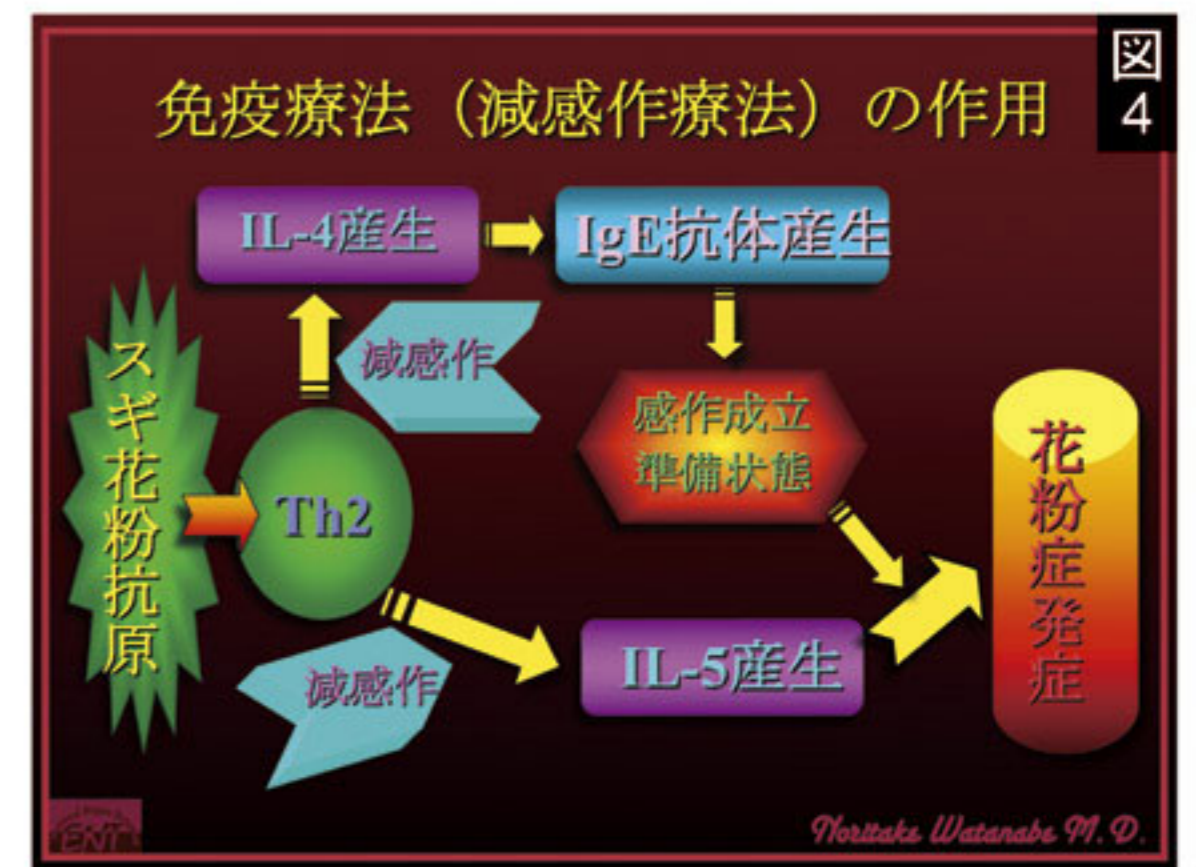 図4
免疫療法（減感作療法）の作用
IL-4産生
IgE抗体産生
減感作
スギ花粉抗原
Th2
感作成立
準備状態
花粉症発症
IL-5産生
減感作
ENT
Noritake Watanabe M.D.